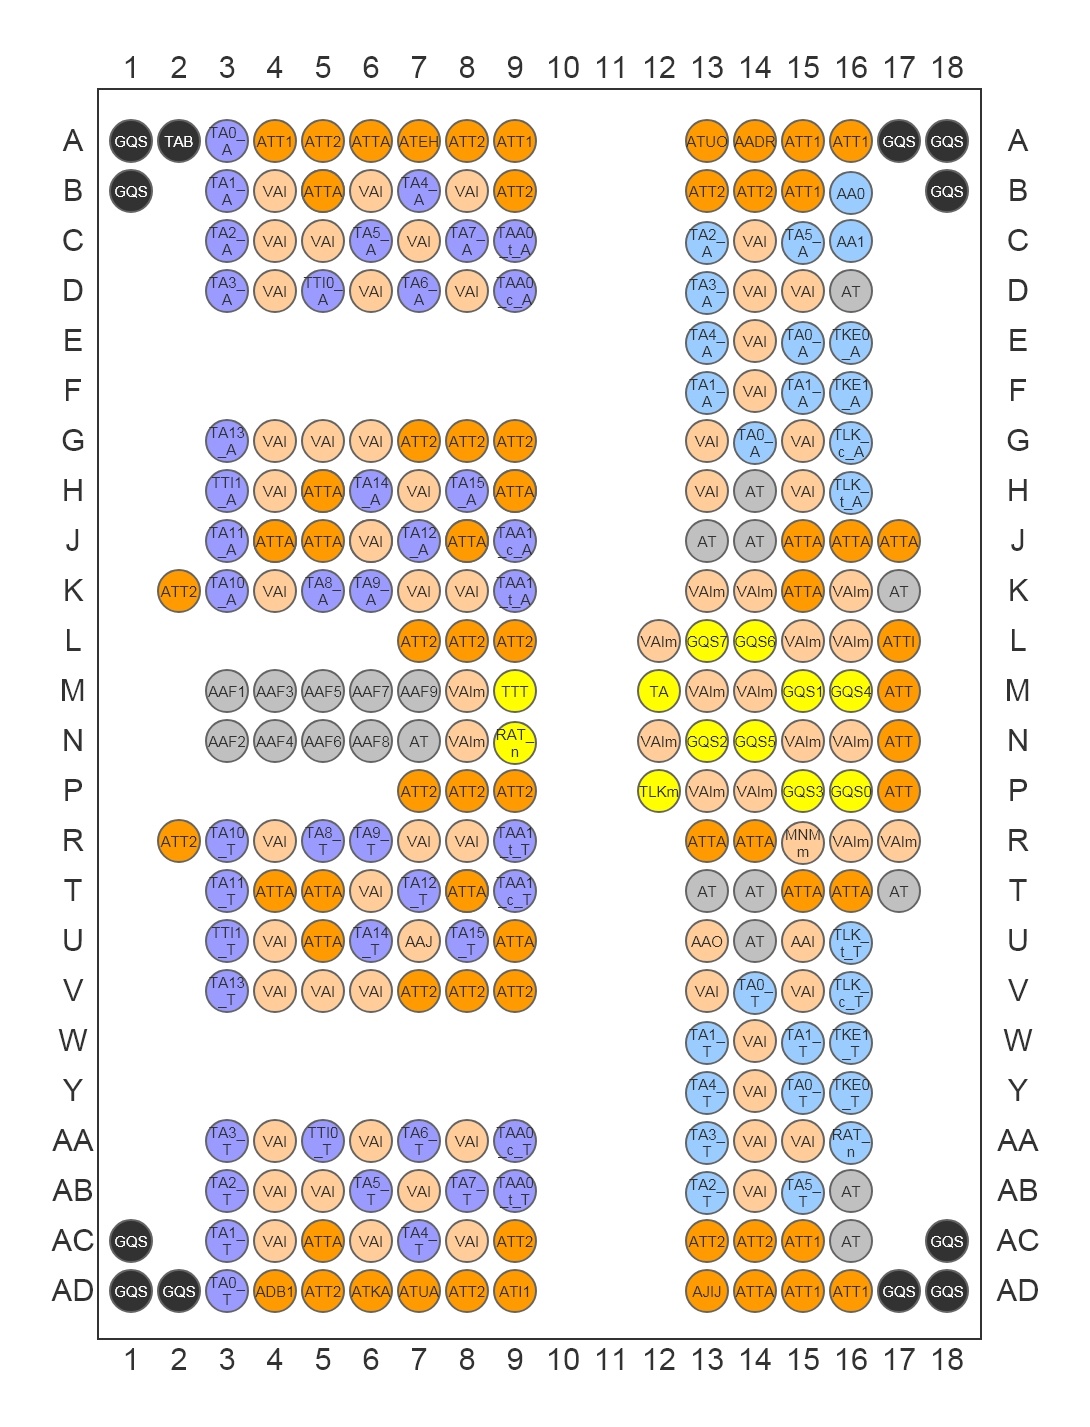 1 2 3 4 5 6 7 8 9 10 11 12 13 14 15 16 17 18
A GQS TAB TA0_A ATT1 ATT2 ATTA ATEH ATT2 ATT1 ATUO AADR ATT1 ATT1 GQS GQS A
B GQS TA1_A VAI ATTA VAI TA4_A VAI ATT2 ATT2 ATT2 ATT1 AA0 GQS B
C TA2_A VAI VAI TA5_A VAI TA7_A TAA0_t_A TA2_A VAI TA5_A AA1 C
D TA3_A VAI TTI0_A VAI TA6_A VAI TAA0_c_A TA3_A VAI VAI AT D
E TA4_A VAI TA0_A TKE0_A E
F TA1_A VAI TA1_A TKE1_A F
G TA13_A VAI VAI VAI ATT2 ATT2 ATT2 VAI TA0_A VAI TLK_c_A G
H TTI1_A VAI ATTA TA14_A VAI TA15_A ATTA VAI AT VAI TLK_t_A H
J TA11_A ATTA ATTA VAI TA12_A ATTA TAA1_c_A AT AT ATTA ATTA ATTA J
K ATT2 TA10_A VAI TA8_A TA9_A VAI VAI TAA1_t_A VAIm VAIm ATTA VAIm AT K
L ATT2 ATT2 ATT2 VAIm GQS7 GQS6 VAIm VAIm ATTI L
M AAF1 AAF3 AAF5 AAF7 AAF9 VAIm TTT TA VAIm VAIm GQS1 GQS4 ATT M
N AAF2 AAF4 AAF6 AAF8 AT VAIm RAT_n VAIm GQS2 GQS5 VAIm VAIm ATT N
P ATT2 ATT2 ATT2 TLKm VAIm VAIm GQS3 GQS0 ATT P
R ATT2 TA10_T VAI TA8_T TA9_T VAI VAI TAA1_t_T ATTA ATTA MNMm VAIm VAIm R
T TA11_T ATTA ATTA VAI TA12_T ATTA TAA1_c_T AT AT ATTA ATTA AT T
U TTI1_T VAI ATTA TA14_T AAJ TA15_T ATTA AAO AT AAI TLK_t_T U
V TA13_T VAI VAI VAI ATT2 ATT2 ATT2 VAI TA0_T VAI TLK_c_T V
W TA1_T VAI TA1_T TKE1_T W
Y TA4_T VAI TA0_T TKE0_T Y
AA TA3_T VAI TTI0_T VAI TA6_T VAI TAA0_c_T TA3_T VAI VAI RAT_n AA
AB TA2_T VAI VAI TA5_T VAI TA7_T TAA0_t_T TA2_T VAI TA5_T AT AB
AC GQS TA1_T VAI ATTA VAI TA4_T VAI ATT2 ATT2 ATT2 ATT1 AT GQS AC
AD GQS GQS TA0_T ADB1 ATT2 ATKA ATUA ATT2 ATI1 AJIJ ATTA ATT1 ATT1 GQS GQS AD
1 2 3 4 5 6 7 8 9 10 11 12 13 14 15 16 17 18